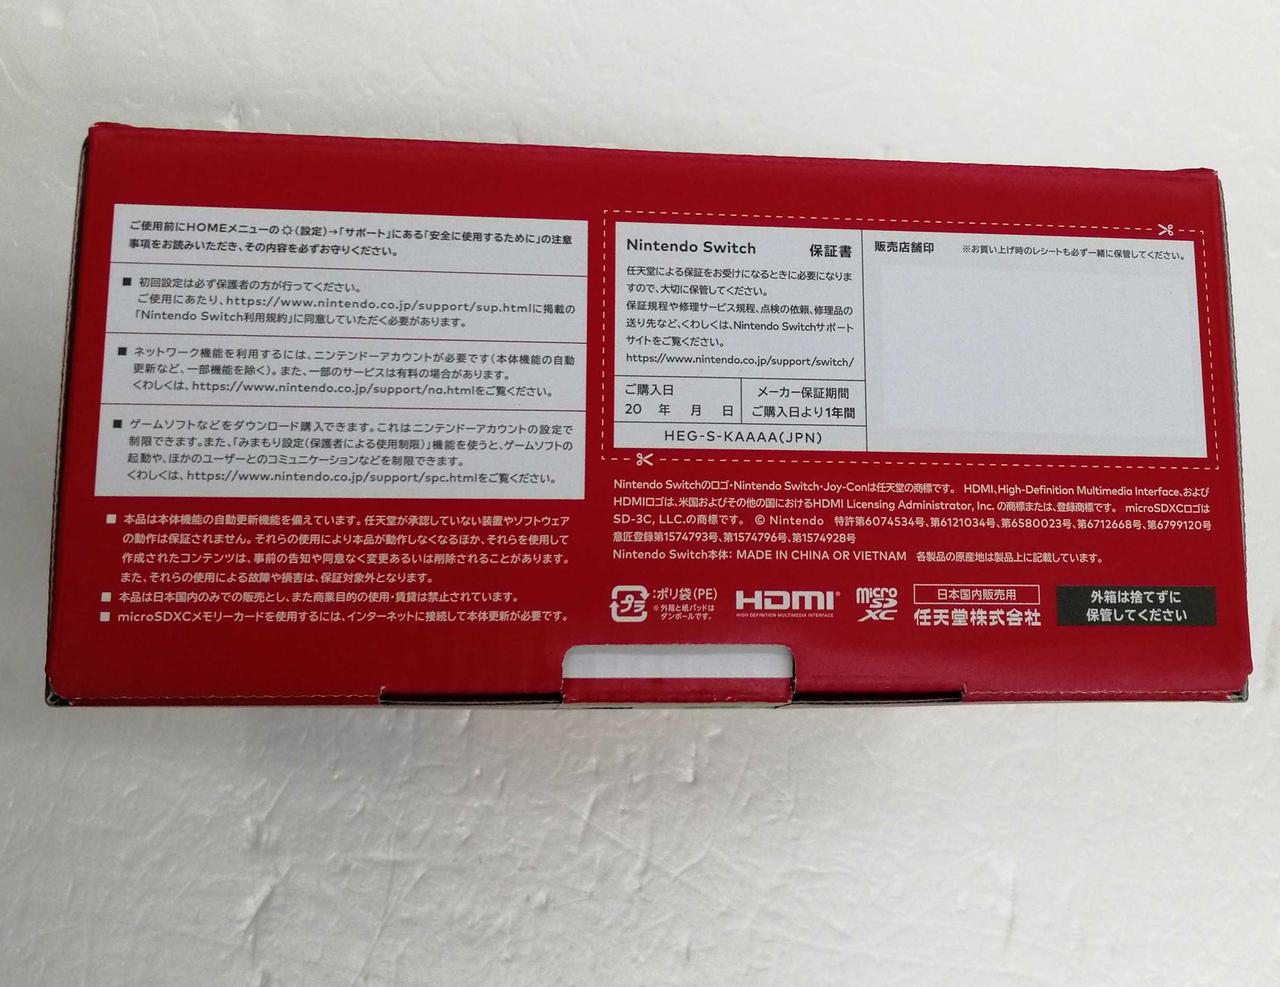 ご使用前にHOMEメニューの(設定)→「サポート」にある「安全に使用するために」の注意
事項をお読みいただき、その内容を必ずお守りください。
■ 初回設定は必ず保護者の方が行ってください。
ご使用にあたり、https://www.nintendo.co.jp/support/sup.htmlに掲載の
「Nintendo Switch利用規約」に同意していただく必要があります。
■ ネットワーク機能を利用するには、ニンテンドーアカウントが必要です(本体機能の自動
更新など、一部機能を除く)。また、一部のサービスは有料の場合があります。
くわしくは、https://www.nintendo.co.jp/support/na.htmlをご覧ください。
■ ゲームソフトなどをダウンロード購入できます。これはニンテンドーアカウントの設定で
制限できます。また、「みまもり設定(保護者による使用制限)」機能を使うと、ゲームソフトの
起動や、ほかのユーザーとのコミュニケーションなどを制限できます。
くわしくは、https://www.nintendo.co.jp/support/spc.htmlをご覧ください。
■ 本品は本体機能の自動更新機能を備えています。任天堂が承認していない装置やソフトウェア
の動作は保証されません。それらの使用により本品が動作しなくなるほか、それらを使用して
作成されたコンテンツは、事前の告知や同意なく変更あるいは削除されることがあります。
また、それらの使用による故障や損害は、保証対象外となります。
■ 本品は日本国内のみでの販売とし、また商業目的の使用・賃貸は禁止されています。
■ microSDXCメモリーカードを使用するには、インターネットに接続して本体更新が必要です。
Nintendo Switch 保証書
任天堂による保証をお受けになるときに必要になりま
すので、大切に保管してください。
保証規程や修理サービス規程、点検の依頼、修理品の
送り先など、くわしくは、Nintendo Switchサポート
サイトをご覧ください。
https://www.nintendo.co.jp/support/switch/
ご購入日
20 年 月 日
メーカー保証期間
ご購入日より1年間
HEG-S-KAAAA(JPN)
販売店舗印 ※お買い上げ時のレシートも必ず一緒に保管してください。
Nintendo Switchのロゴ・Nintendo Switch・Joy-Conは任天堂の商標です。 HDMI、High-Definition Multimedia Interface、および
HDMIロゴは、米国およびその他の国におけるHDMI Licensing Administrator, Inc. の商標または、登録商標です。 microSDXCロゴは
SD-3C, LLC.の商標です。 © Nintendo 特許第6074534号、第6121034号、第6580023号、第6712668号、第6799120号
意匠登録第1574793号、第1574796号、第1574928号
Nintendo Switch本体: MADE IN CHINA OR VIETNAM 各製品の原産地は製品上に記載しています。
プラ
:ポリ袋(PE)
※外箱と紙パッドは
ダンボールです。
HDMI
HIGH-DEFINITION MULTIMEDIA INTERFACE
micro
SD
XC
日本国内販売用
任天堂株式会社
外箱は捨てずに
保管してください